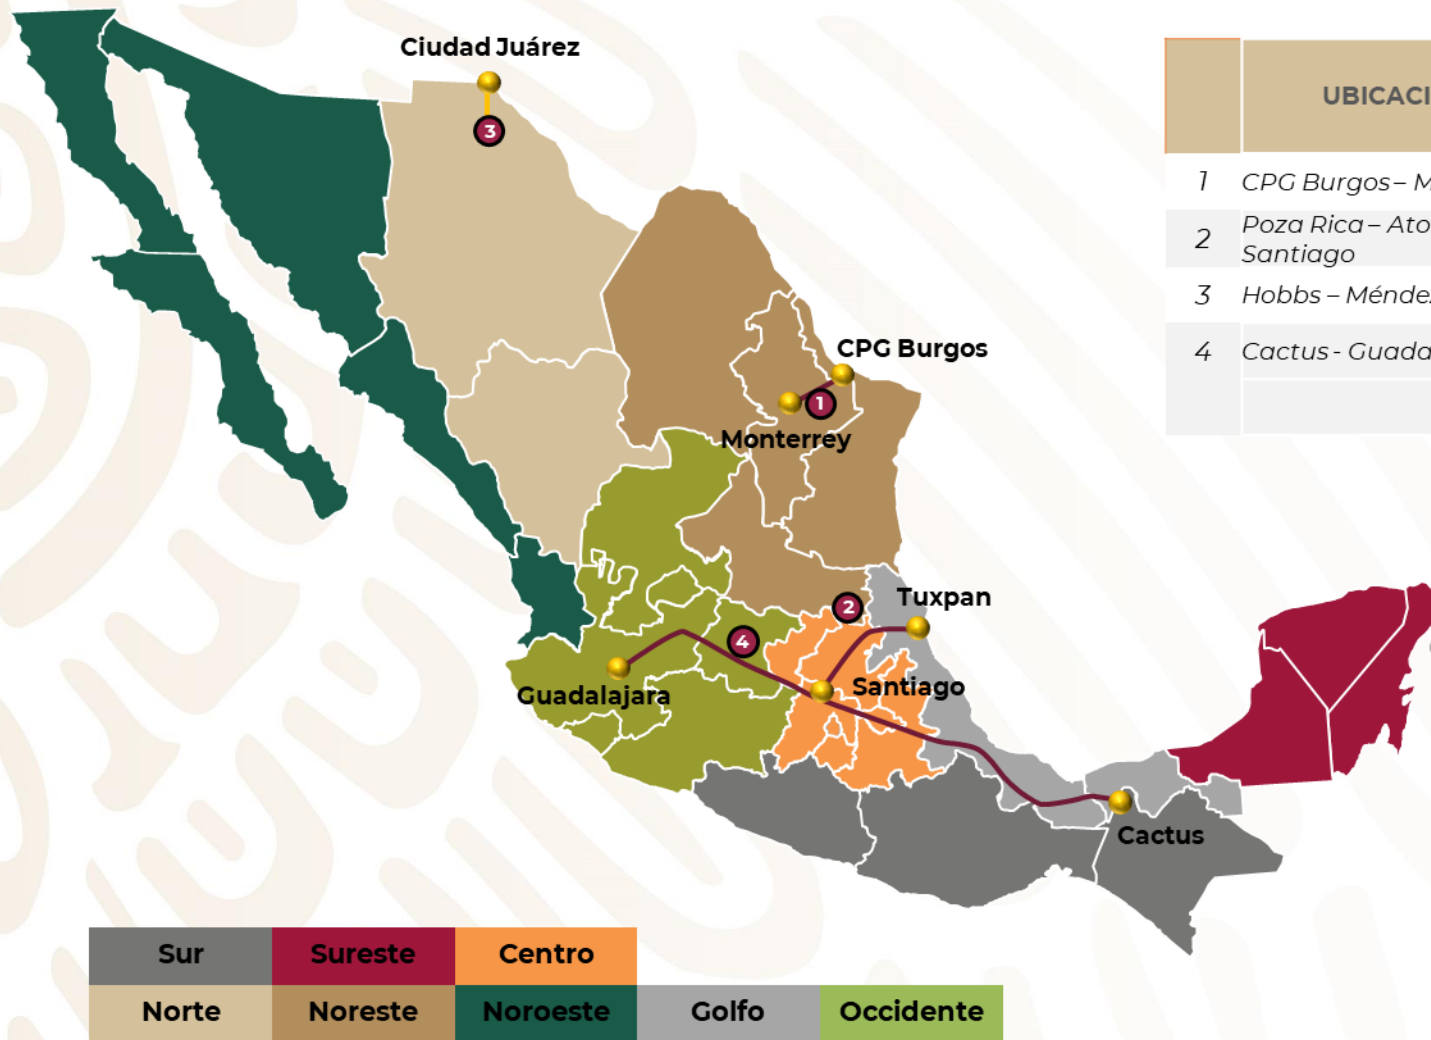 Ciudad Juárez
3
UBICACI
1 CPG Burgos – M
2 Poza Rica – Ato
Santiago
3 Hobbs – Ménde
4 Cactus - Guada
CPG Burgos
1
Monterrey
2
Tuxpan
4
Santiago
Guadalajara
Cactus
Sur Sureste Centro
Norte Noreste Noroeste Golfo Occidente